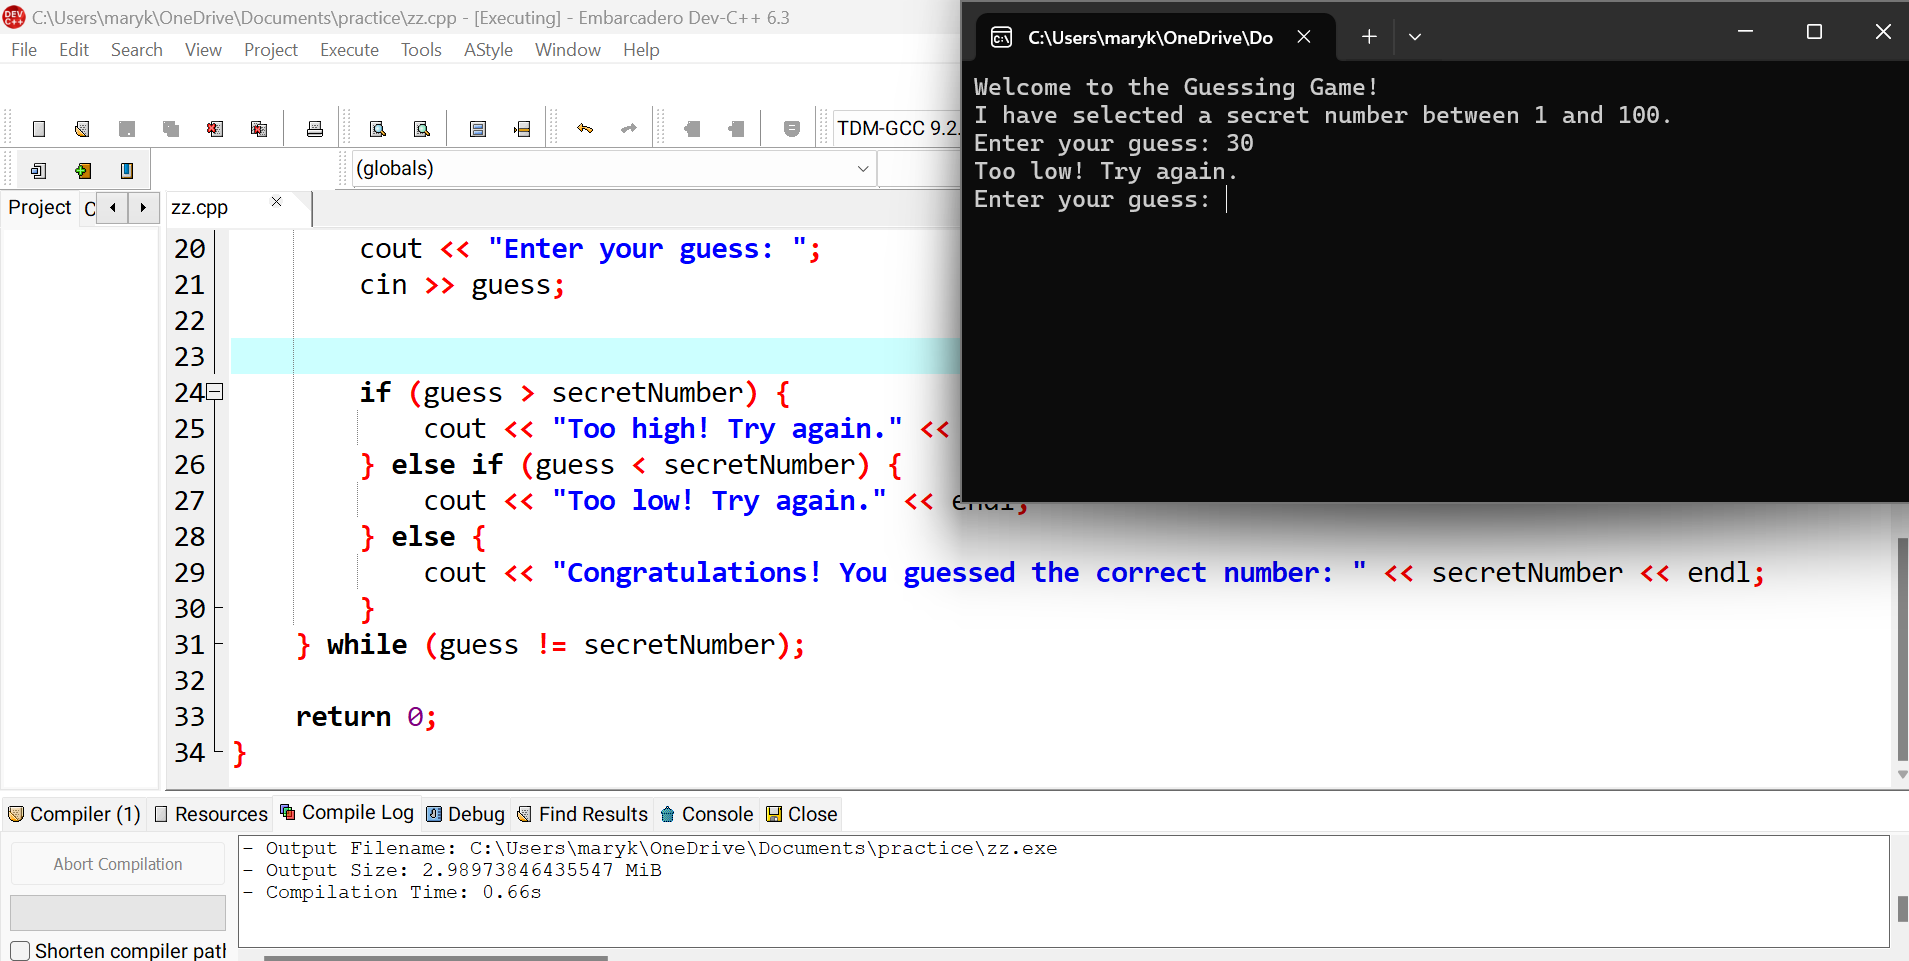 C:\Users\maryk\OneDrive\Documents\practice\zz.cpp - [Executing] - Embarcadero Dev-C++ 6.3
File Edit Search View Project Execute Tools AStyle Window Help
TDM-GCC 9.2.
(globals)
Project C
zz.cpp
20 cout << "Enter your guess: ";
21 cin >> guess;
22
23
24 if (guess > secretNumber) {
25 cout << "Too high! Try again." <<
26 } else if (guess < secretNumber) {
27 cout << "Too low! Try again." << endl;
28 } else {
29 cout << "Congratulations! You guessed the correct number: " << secretNumber << endl;
30 }
31 } while (guess != secretNumber);
32
33 return 0;
34 }
C:\Users\maryk\OneDrive\Do
Welcome to the Guessing Game!
I have selected a secret number between 1 and 100.
Enter your guess: 30
Too low! Try again.
Enter your guess:
Compiler (1) Resources Compile Log Debug Find Results Console Close
Abort Compilation
Shorten compiler path
- Output Filename: C:\Users\maryk\OneDrive\Documents\practice\zz.exe
- Output Size: 2.98973846435547 MiB
- Compilation Time: 0.66s